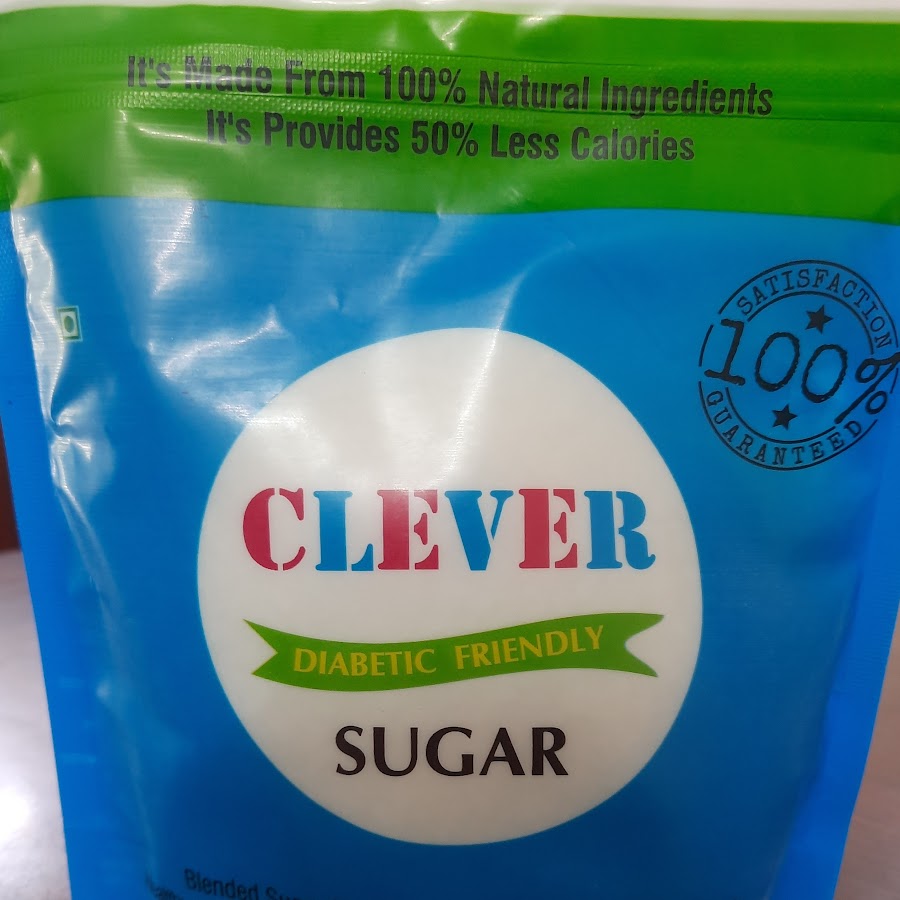 It's Made From 100% Natural Ingredients
It's Provides 50% Less Calories
SATISFACTION
100%
GUARANTEED
CLEVER
DIABETIC FRIENDLY
SUGAR
Blended